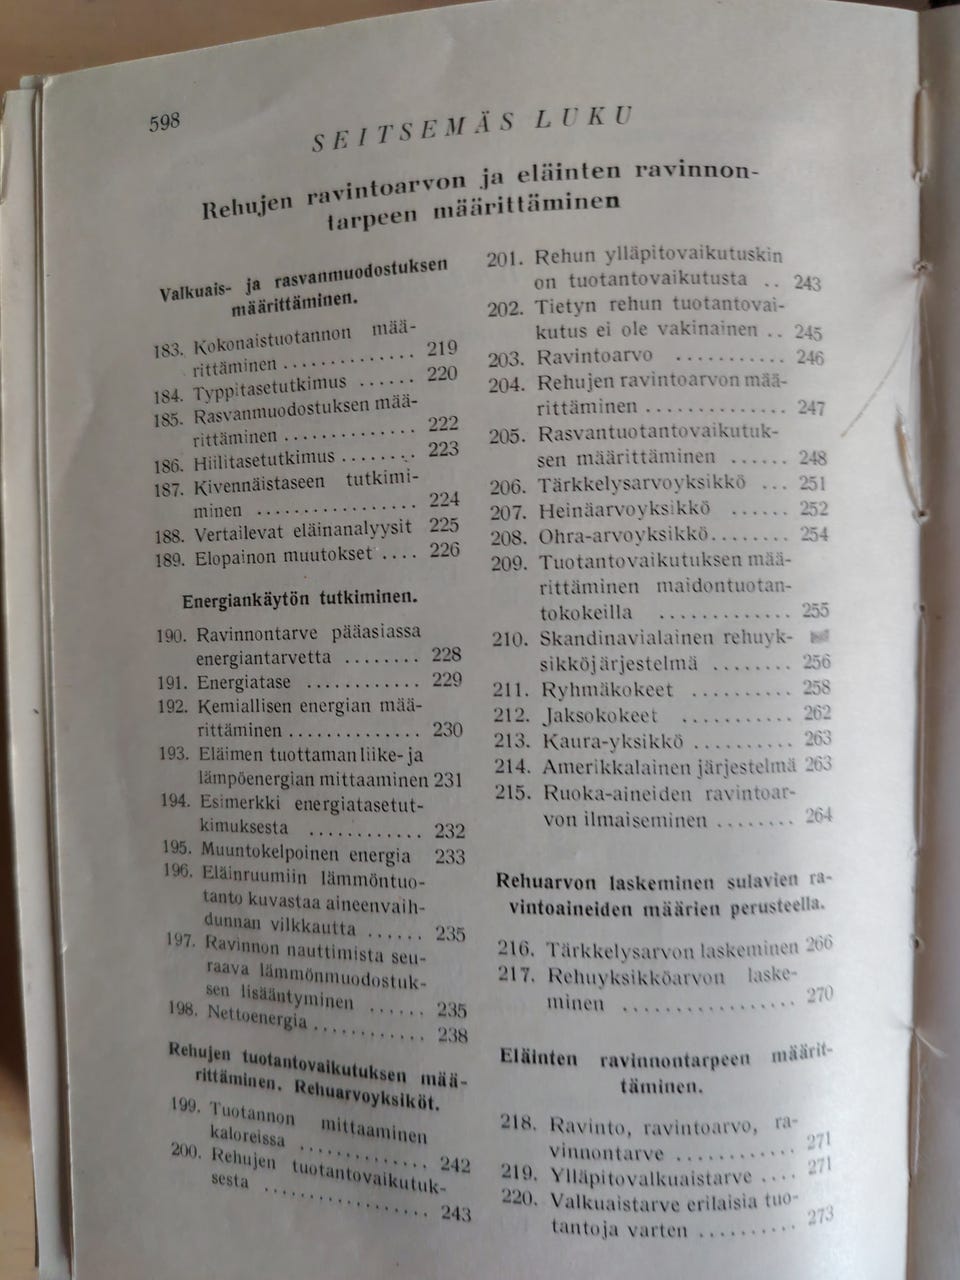 598
SEITSEMÄS LUKU
Rehujen ravintoarvon ja eläinten ravinnon-
tarpeen määrittäminen
Valkuais- ja rasvanmuodostuksen
määrittäminen.
183. Kokonaistuotannon mää-
rittäminen .............. 219
184. Typpitasetutkimus ...... 220
185. Rasvanmuodostuksen mää-
rittäminen .............. 222
186. Hiilitasetutkimus ........ 223
187. Kivennäistaseen tutkimi-
minen ................. 224
188. Vertailevat eläinanalyysit 225
189. Elopainon muutokset .... 226
Energiankäytön tutkiminen.
190. Ravinnontarve pääasiassa
energiantarvetta ........ 228
191. Energiatase ............ 229
192. Kemiallisen energian mää-
rittäminen .............. 230
193. Eläimen tuottaman liike- ja
lämpöenergian mittaaminen 231
194. Esimerkki energiatasetut-
kimuksesta ............ 232
195. Muuntokelpoinen energia 233
196. Eläinruumiin lämmöntuo-
tanto kuvastaa aineenvaih-
dunnan vilkkautta ...... 235
197. Ravinnon nauttimista seu-
raava lämmönmuodostuk-
sen lisääntyminen ...... 235
198. Nettoenergia ............ 238
Rehujen tuotantovaikutuksen mää-
rittäminen. Rehuarvoyksiköt.
199. Tuotannon mittaaminen
kaloreissa .............. 242
200. Rehujen tuotantovaikutuk-
sesta .................. 243
201. Rehun ylläpitovaikutuskin
on tuotantovaikutusta .. 243
202. Tietyn rehun tuotantovai-
kutus ei ole vakinainen .. 245
203. Ravintoarvo ........... 246
204. Rehujen ravintoarvon mää-
rittäminen .............. 247
205. Rasvantuotantovaikutuk-
sen määrittäminen ...... 248
206. Tärkkelysarvoyksikkö ... 251
207. Heinäarvoyksikkö ...... 252
208. Ohra-arvoyksikkö ........ 254
209. Tuotantovaikutuksen mää-
rittäminen maidontuotan-
tokokeilla ............. 255
210. Skandinavialainen rehuyk-
sikköjärjestelmä ........ 256
211. Ryhmäkokeet .......... 258
212. Jaksokokeet ........... 262
213. Kaura-yksikkö .......... 263
214. Amerikkalainen järjestelmä 263
215. Ruoka-aineiden ravintoar-
von ilmaiseminen ........ 264
Rehuarvon laskeminen sulavien ra-
vintoaineiden määrien perusteella.
216. Tärkkelysarvon laskeminen 266
217. Rehuyksikköarvon laske-
minen ................. 270
Eläinten ravinnontarpeen määrit-
täminen.
218. Ravinto, ravintoarvo, ra-
vinnontarve ............ 271
219. Ylläpitovalkuaistarve .... 271
220. Valkuaistarve erilaisia tuo-
tantoja varten .......... 273